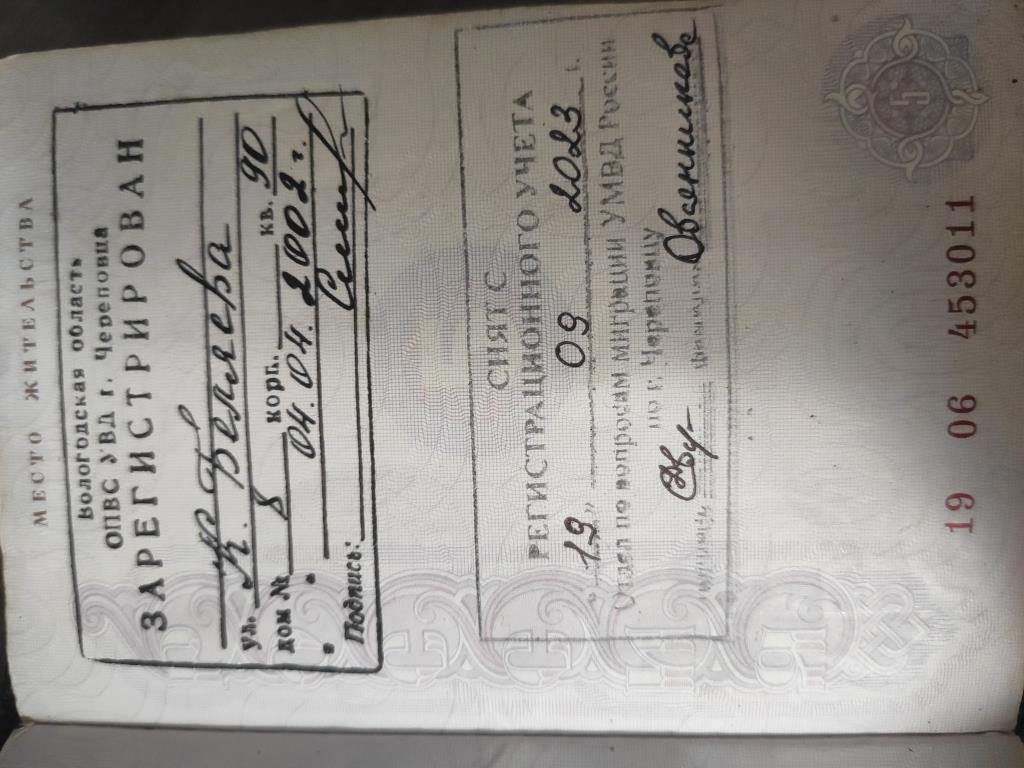 МЕСТО ЖИТЕЛЬСТВА
Вологодская область
ОПВС УВД г. Череповца
ЗАРЕГИСТРИРОВАН
К. Беляева
ул.
дом № 8 корп. кв. 90
04. 04. 2002 г.
Подпись:
СНЯТ С
РЕГИСТРАЦИОННОГО УЧЕТА
"19" 09 2023 г.
Отдел по вопросам миграции УМВД России
по г. Череповцу
Овсянникова
19 06 453011